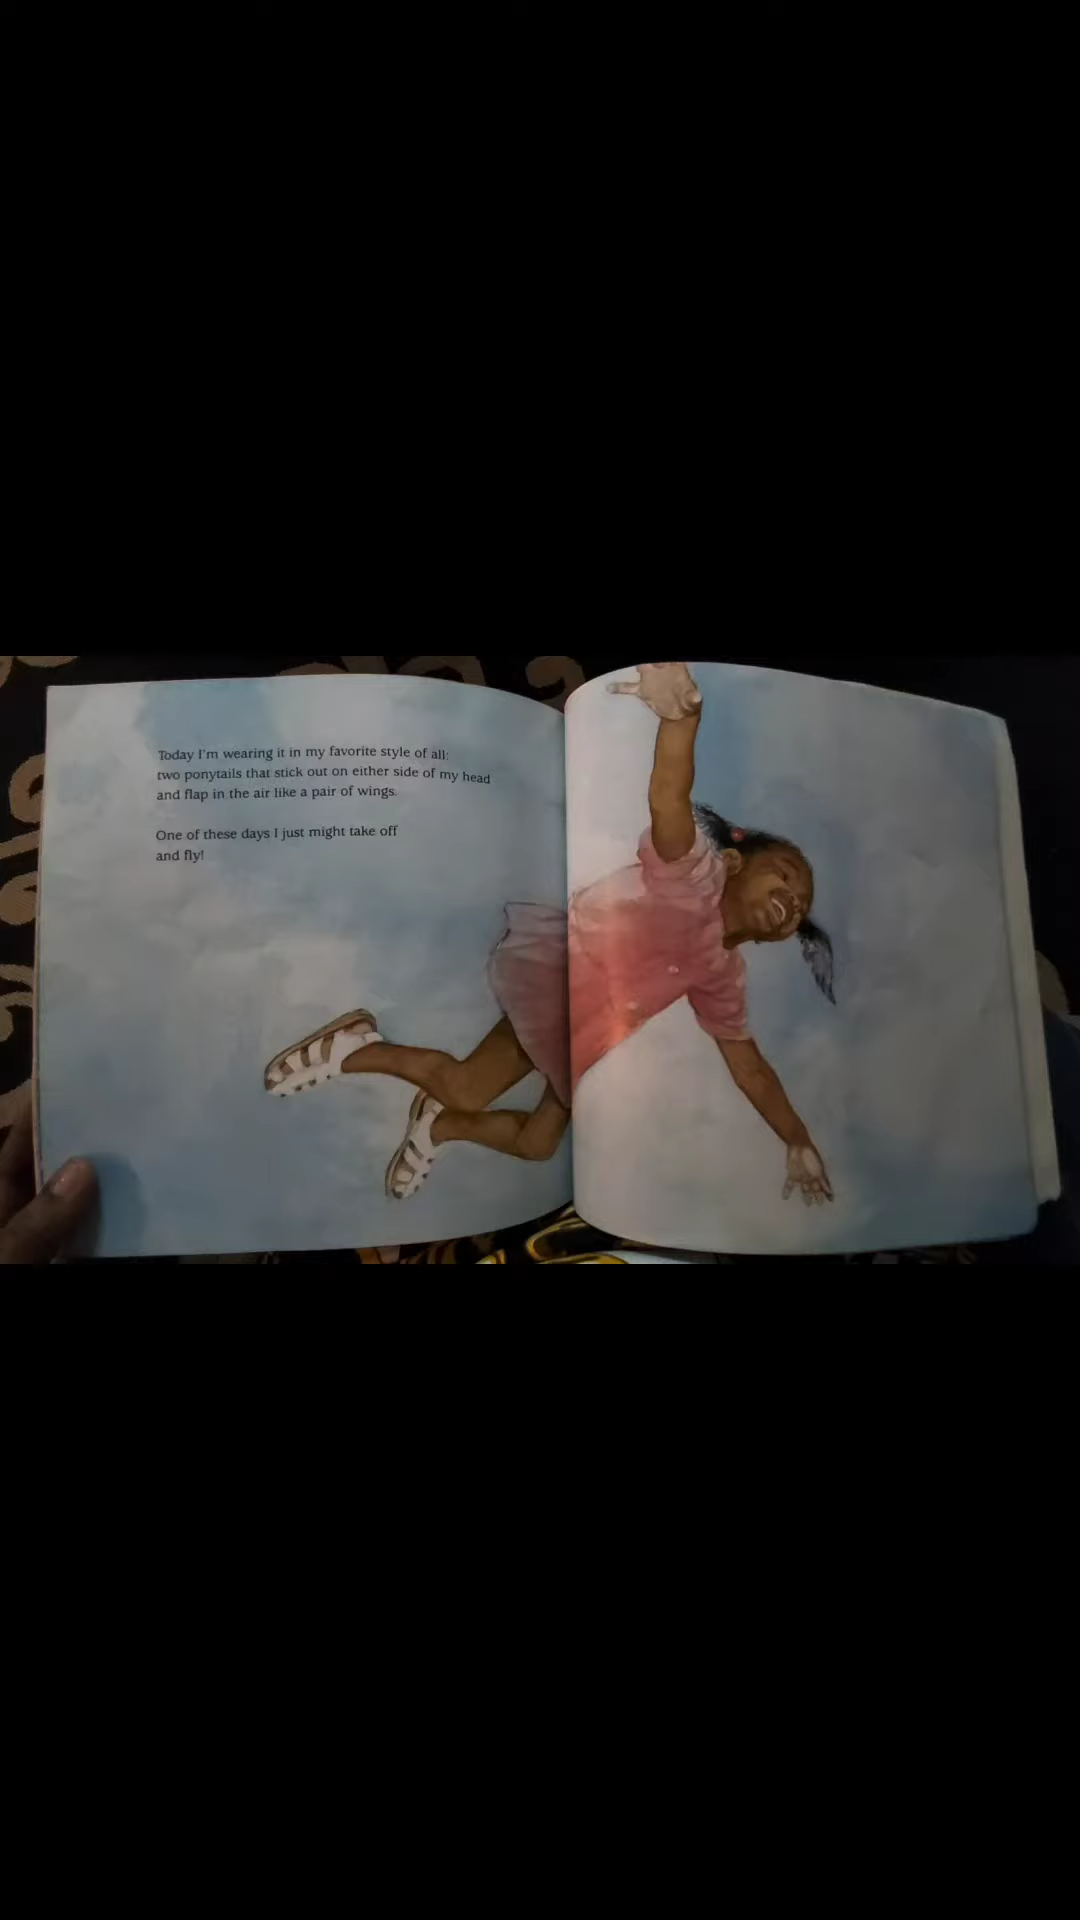 Today I'm wearing it in my favorite style of all:
two ponytails that stick out on either side of my head
and flap in the air like a pair of wings.
One of these days I just might take off
and fly!